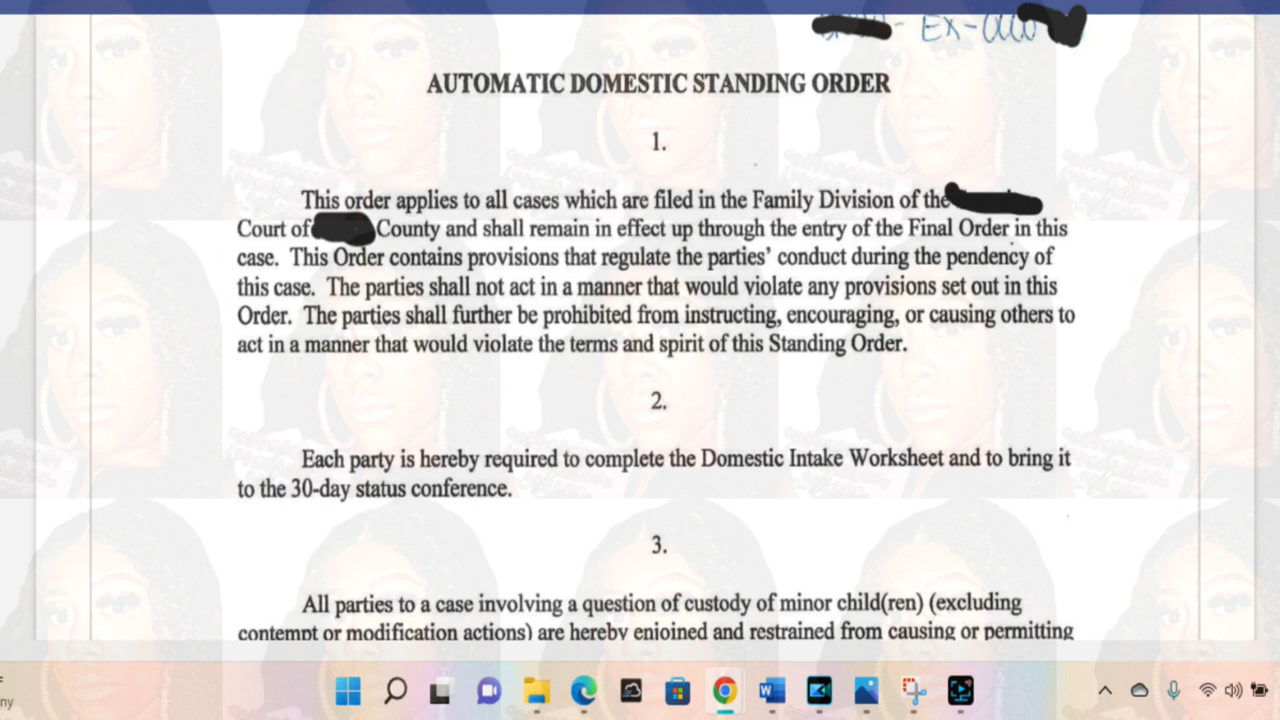 - Ex-
AUTOMATIC DOMESTIC STANDING ORDER
1.
This order applies to all cases which are filed in the Family Division of the
Court of County and shall remain in effect up through the entry of the Final Order in this
case. This Order contains provisions that regulate the parties' conduct during the pendency of
this case. The parties shall not act in a manner that would violate any provisions set out in this
Order. The parties shall further be prohibited from instructing, encouraging, or causing others to
act in a manner that would violate the terms and spirit of this Standing Order.
2.
Each party is hereby required to complete the Domestic Intake Worksheet and to bring it
to the 30-day status conference.
3.
All parties to a case involving a question of custody of minor child(ren) (excluding
contempt or modification actions) are hereby enjoined and restrained from causing or permitting
ny